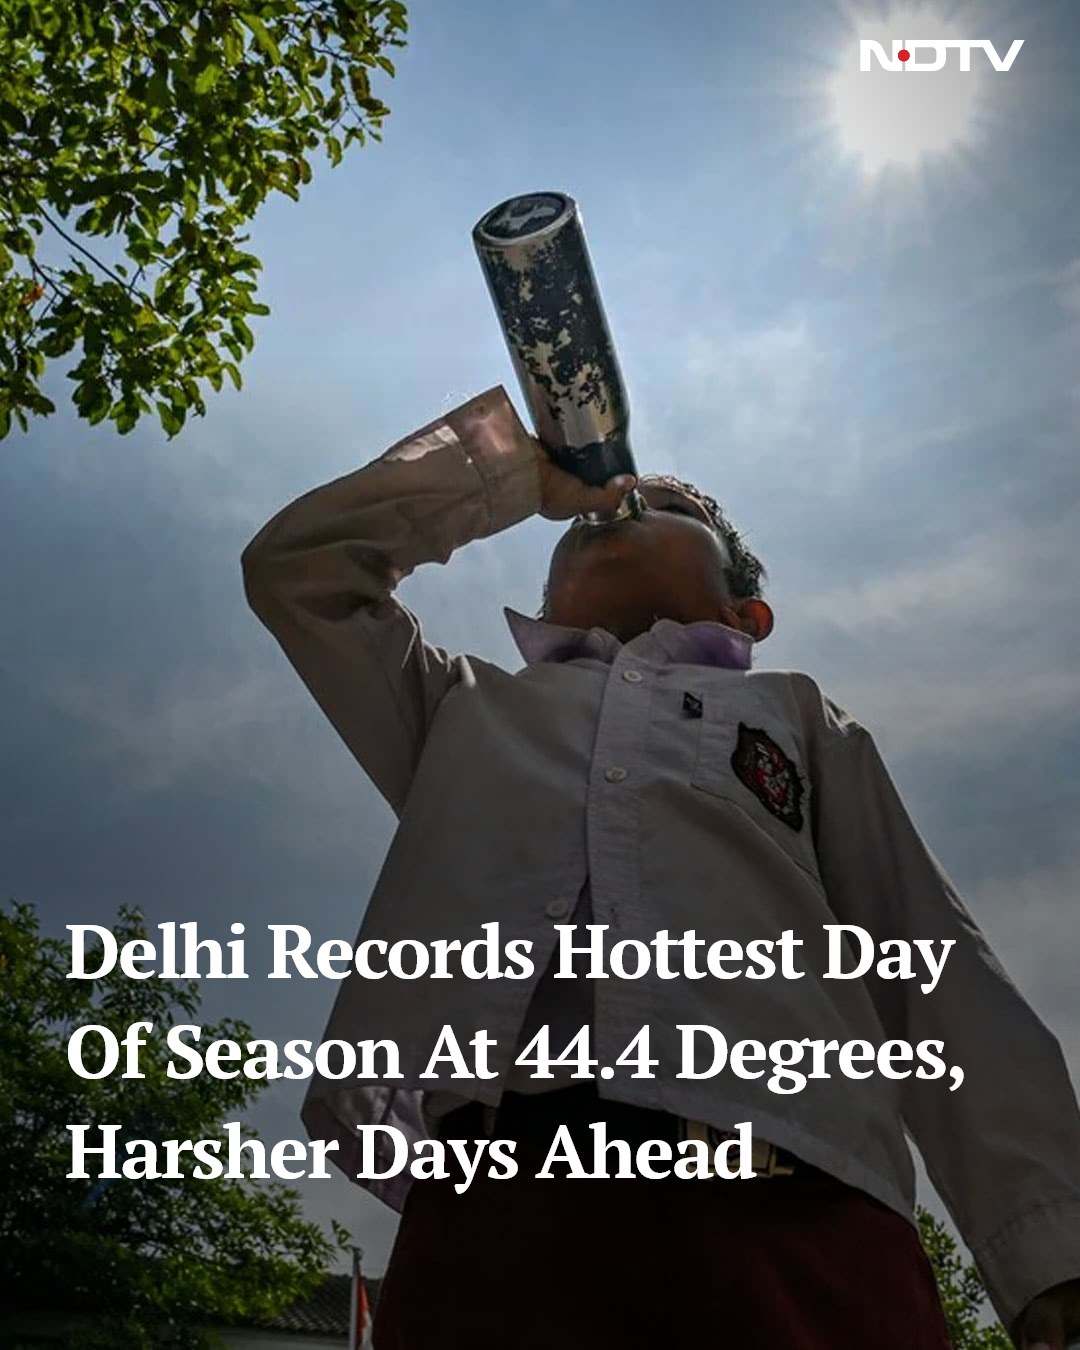 NDTV
Delhi Records Hottest Day
Of Season At 44.4 Degrees,
Harsher Days Ahead